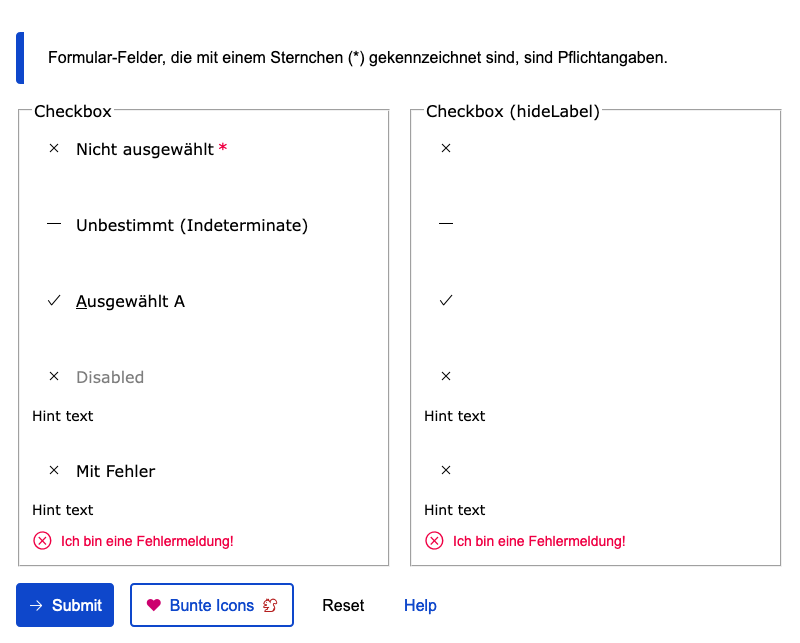 Formular-Felder, die mit einem Sternchen (*) gekennzeichnet sind, sind Pflichtangaben.
Checkbox
Nicht ausgewählt *
Unbestimmt (Indeterminate)
Ausgewählt A
Disabled
Hint text
Mit Fehler
Hint text
Ich bin eine Fehlermeldung!
Checkbox (hideLabel)
Hint text
Hint text
Ich bin eine Fehlermeldung!
Submit
Bunte Icons
Reset
Help